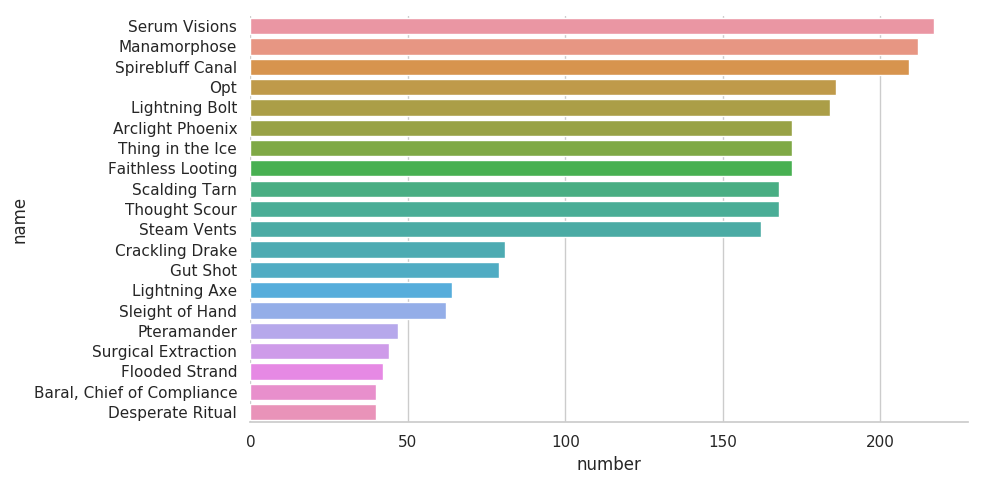 Serum Visions
Manamorphose
Spirebluff Canal
Opt
Lightning Bolt
Arclight Phoenix
Thing in the Ice
Faithless Looting
Scalding Tarn
Thought Scour
Steam Vents
Crackling Drake
Gut Shot
Lightning Axe
Sleight of Hand
Pteramander
Surgical Extraction
Flooded Strand
Baral, Chief of Compliance
Desperate Ritual
name
0 50 100 150 200
number